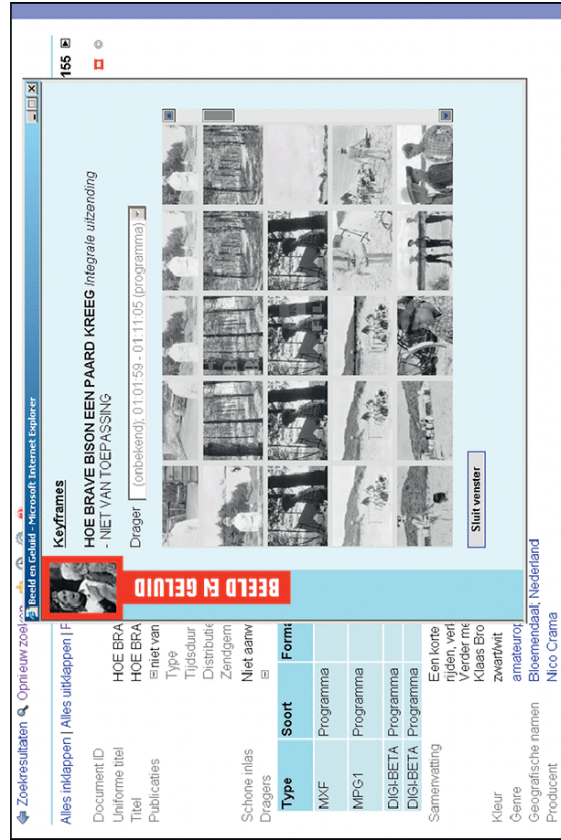 Zoekresultaten Opnieuw zoeken
Alles inklappen | Alles uitklappen | F
155
Document ID
Uniforme titel HOE BRA
Titel HOE BRA
Publicaties niet van
Type
Tijdsduur
Distributie
Zendgem
Schone inlas Niet aanw
Dragers
Type Soort Forma
MXF Programma
MPG1 Programma
DIGI-BETA Programma
DIGI-BETA Programma
Samenvatting Een korte
rijden, verl
Verder me
Klaas Bro
Kleur zwart/wit
Genre amateurop
Geografische namen Bloemendaal; Nederland
Producent Nico Crama
Beeld en Geluid - Microsoft Internet Explorer
BEELD EN GELUID
Keyframes
HOE BRAVE BISON EEN PAARD KREEG Integrale uitzending
- NIET VAN TOEPASSING
Drager (onbekend); 01:01:59 - 01:11:05 (programma)
Sluit venster